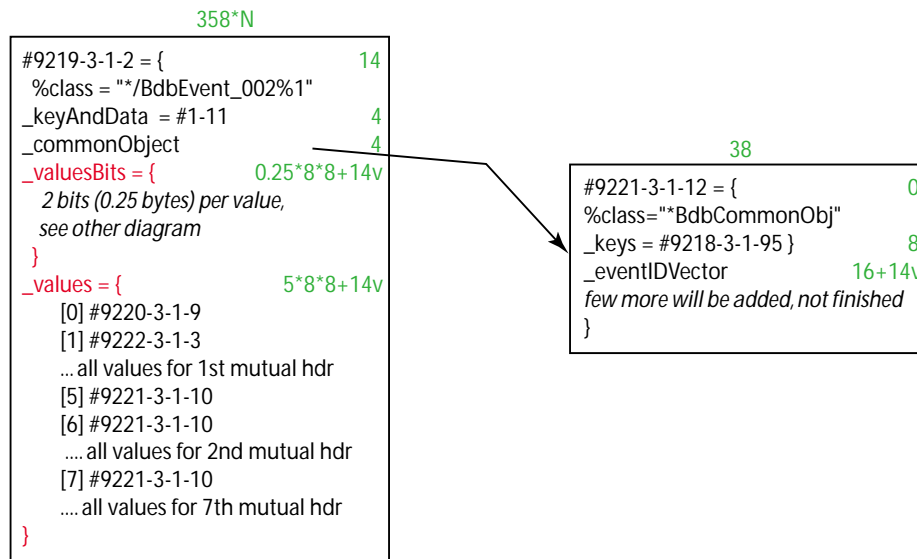 358*N
#9219-3-1-2 = { 14
%class = "*/BdbEvent_002%1"
_keyAndData = #1-11 4
_commonObject 4
_valuesBits = { 0.25*8*8+14v
2 bits (0.25 bytes) per value,
see other diagram
}
_values = { 5*8*8+14v
[0] #9220-3-1-9
[1] #9222-3-1-3
... all values for 1st mutual hdr
[5] #9221-3-1-10
[6] #9221-3-1-10
.... all values for 2nd mutual hdr
[7] #9221-3-1-10
.... all values for 7th mutual hdr
}
38
#9221-3-1-12 = { 0
%class="*BdbCommonObj"
_keys = #9218-3-1-95 } 8
_eventIDVector 16+14v
few more will be added, not finished
}